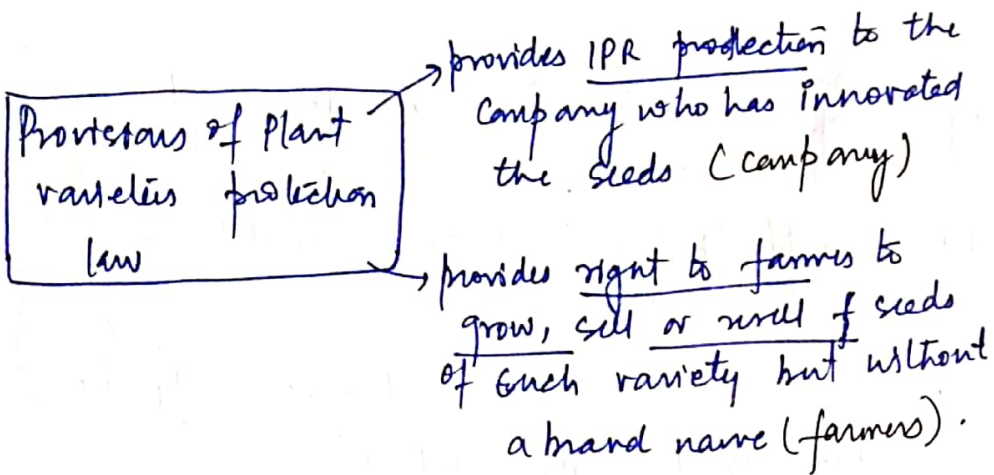 Provisions of Plant
varieties protection
law
provides IPR protection to the
company who has innovated
the seeds (company)
provides right to farmers to
grow, sell or resell of seeds
of such variety but without
a brand name (farmers).